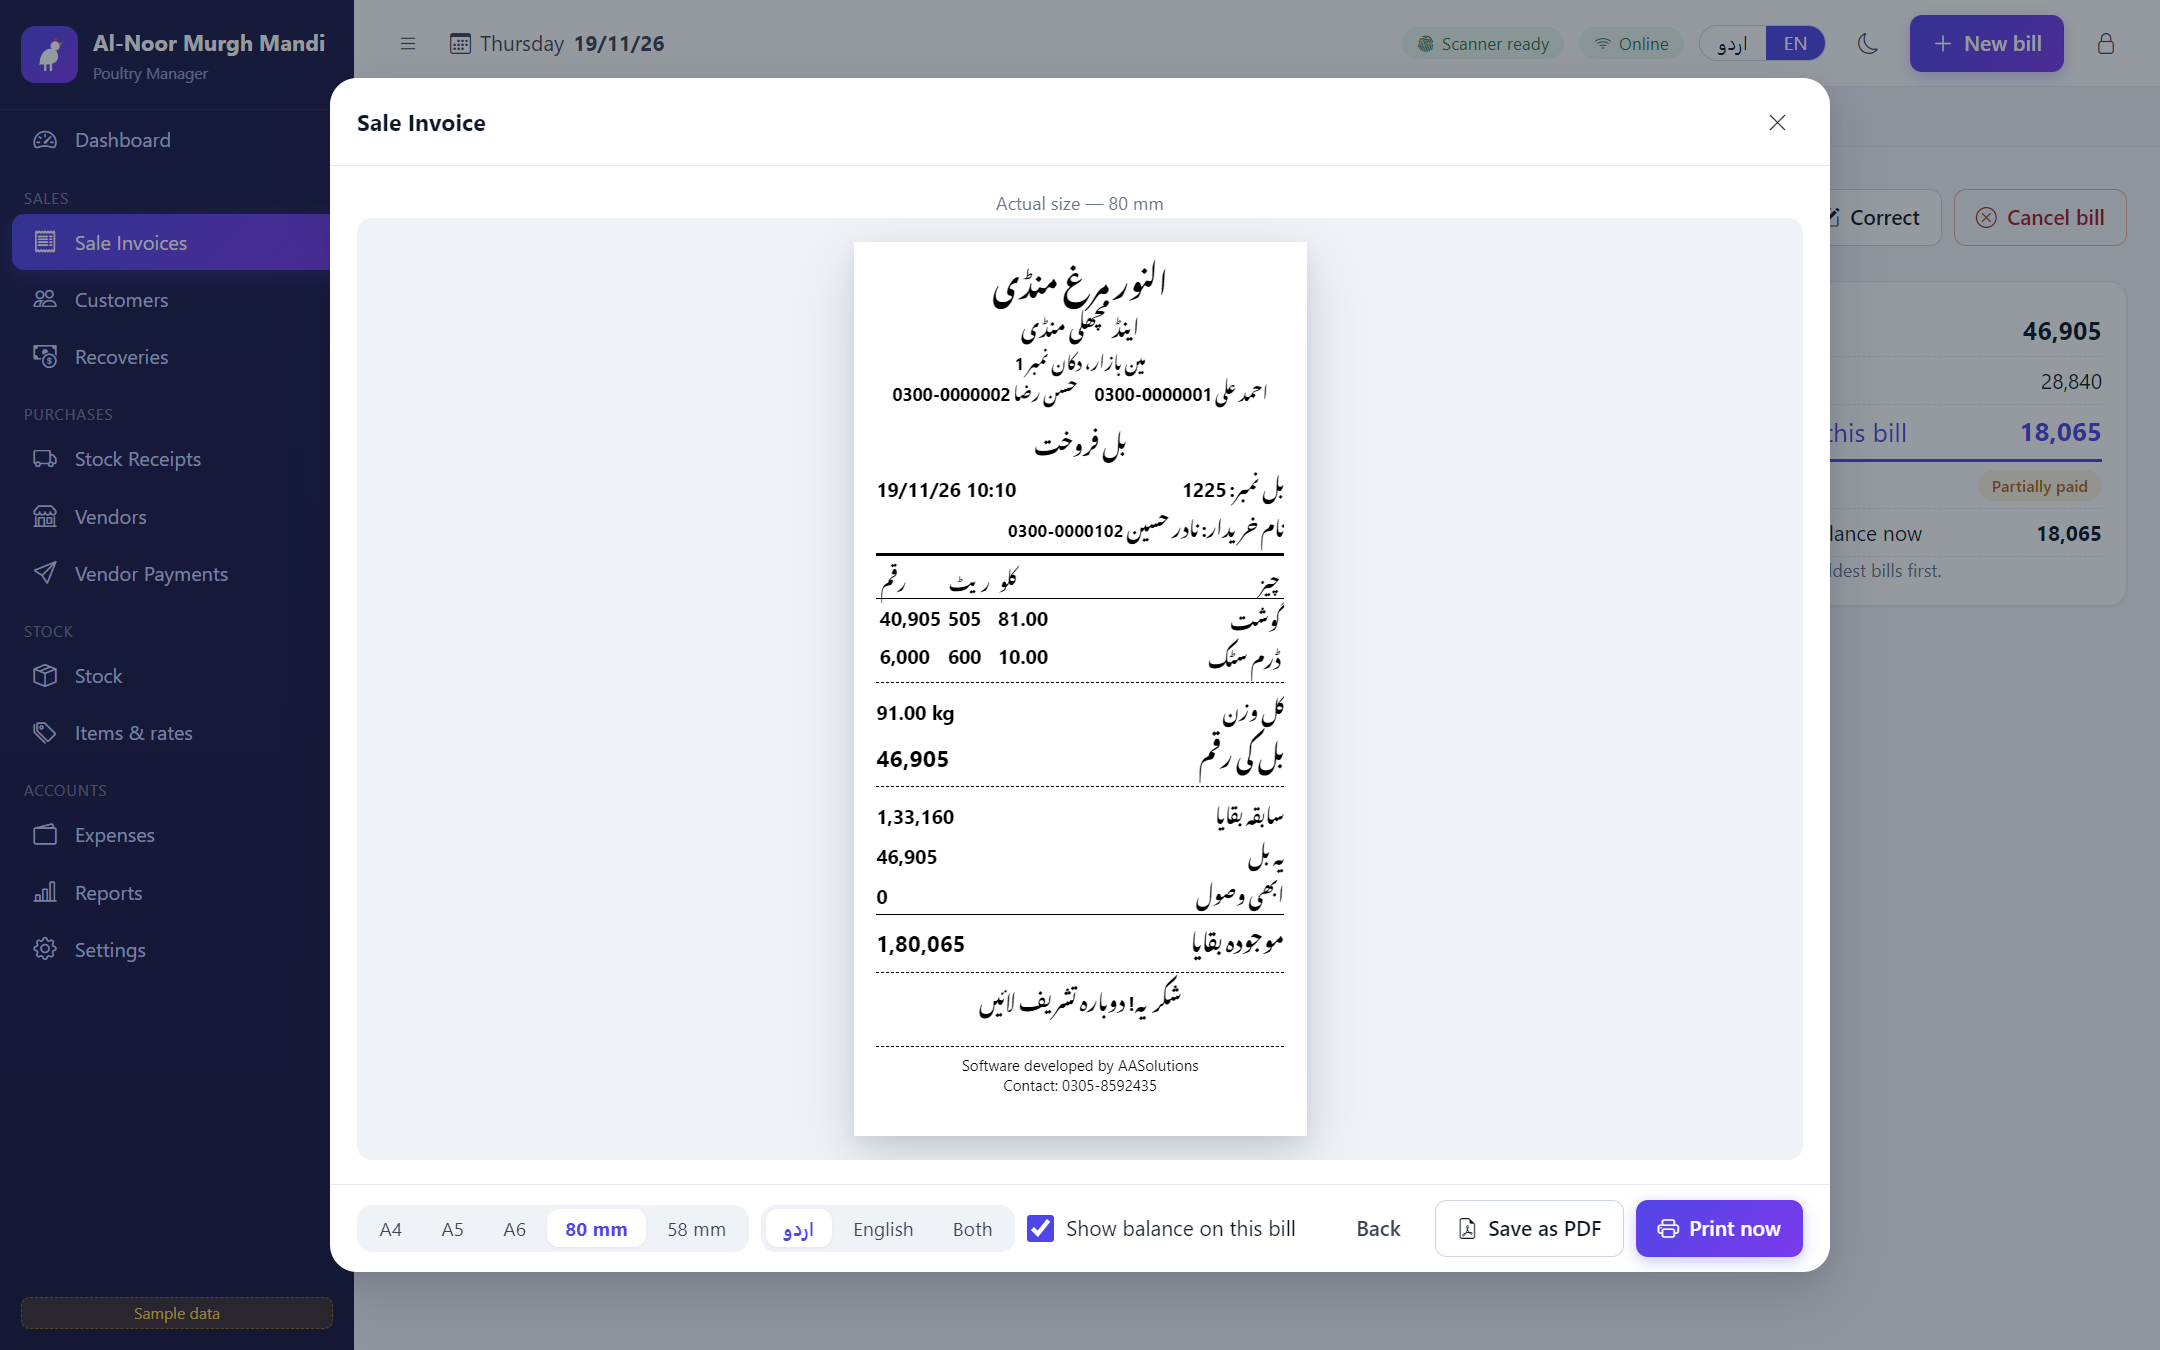 Al-Noor Murgh Mandi
Poultry Manager
Thursday 19/11/26
Scanner ready
Online
اردو
EN
New bill
Dashboard
SALES
Sale Invoices
Customers
Recoveries
PURCHASES
Stock Receipts
Vendors
Vendor Payments
STOCK
Stock
Items & rates
ACCOUNTS
Expenses
Reports
Settings
Sample data
Correct
Cancel bill
46,905
28,840
this bill 18,065
Partially paid
lance now 18,065
ldest bills first.
Sale Invoice
Actual size — 80 mm
النور مرغ منڈی
اینڈ مچھلی منڈی
مین بازار، دکان نمبر 1
احمد علی 0300-0000001 حسن رضا 0300-0000002
بل فروخت
بل نمبر: 1225 19/11/26 10:10
نام خریدار: نادر حسین 0300-0000102
چیز کلو ریٹ رقم
گوشت 81.00 505 40,905
ڈرم سٹک 10.00 600 6,000
کل وزن 91.00 kg
بل کی رقم 46,905
سابقہ بقایا 1,33,160
یہ بل 46,905
ابھی وصول 0
موجودہ بقایا 1,80,065
شکریہ! دوبارہ تشریف لائیں
Software developed by AASolutions
Contact: 0305-8592435
A4 A5 A6 80 mm 58 mm
اردو English Both
Show balance on this bill
Back
Save as PDF
Print now